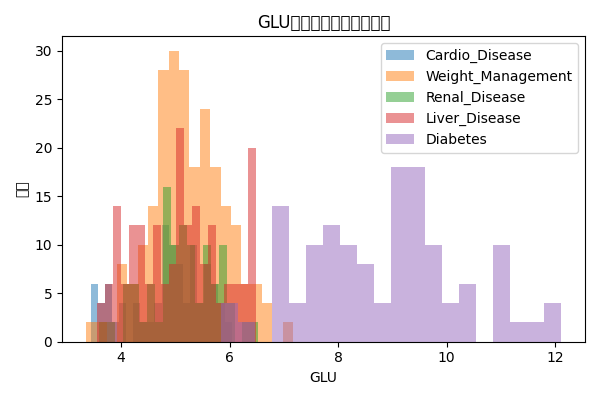 GLU
Cardio_Disease
Weight_Management
Renal_Disease
Liver_Disease
Diabetes
30
25
20
15
10
5
0
4
6
8
10
12
GLU